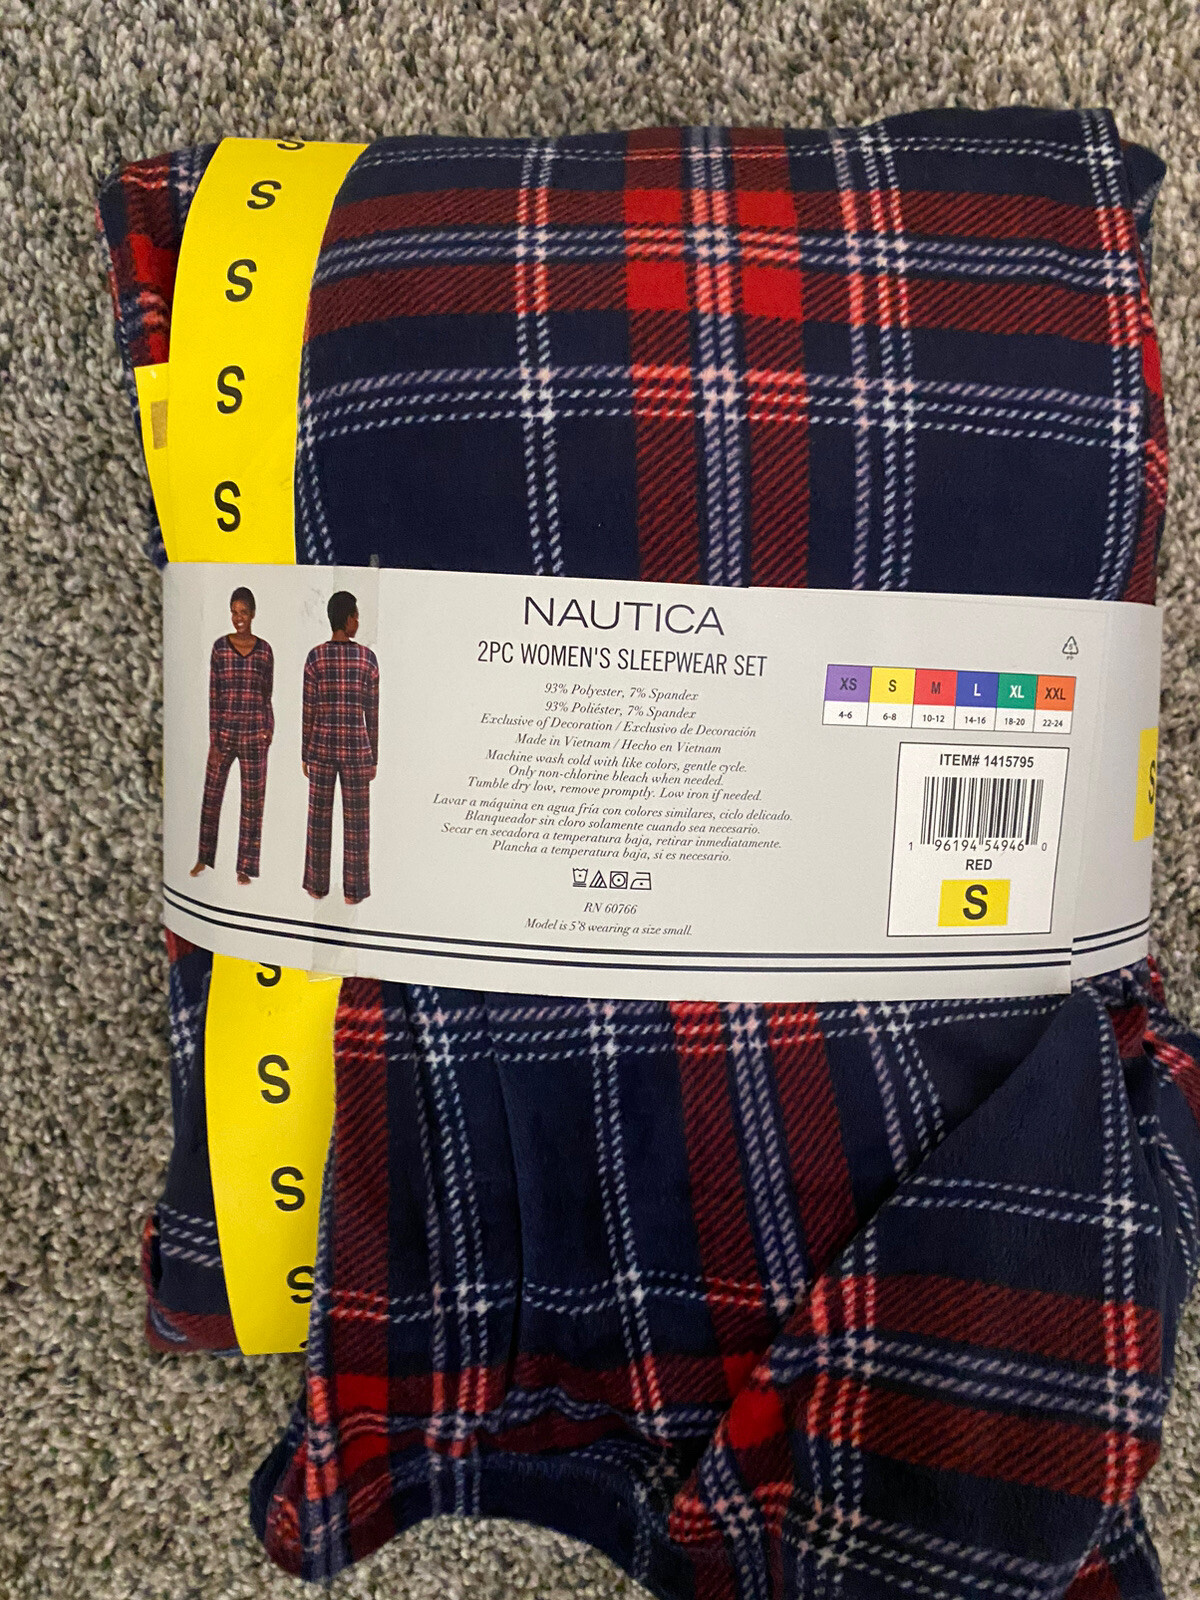 S
S
S
S
S
NAUTICA
2PC WOMEN'S SLEEPWEAR SET
93% Polyester, 7% Spandex
93% Poliéster, 7% Spandex
Exclusive of Decoration / Exclusivo de Decoración
Made in Vietnam / Hecho en Vietnam
Machine wash cold with like colors, gentle cycle.
Only non-chlorine bleach when needed.
Tumble dry low, remove promptly. Low iron if needed.
Lavar a máquina en agua fría con colores similares, ciclo delicado.
Blanqueador sin cloro solamente cuando sea necesario.
Secar en secadora a temperatura baja, retirar inmediatamente.
Plancha a temperatura baja, si es necesario.
RN 60766
Model is 5'8 wearing a size small.
5
PP
XS S M L XL XXL
4-6 6-8 10-12 14-16 18-20 22-24
ITEM# 1415795
1 96194 54946 0
RED
S
S
S
S
S
S